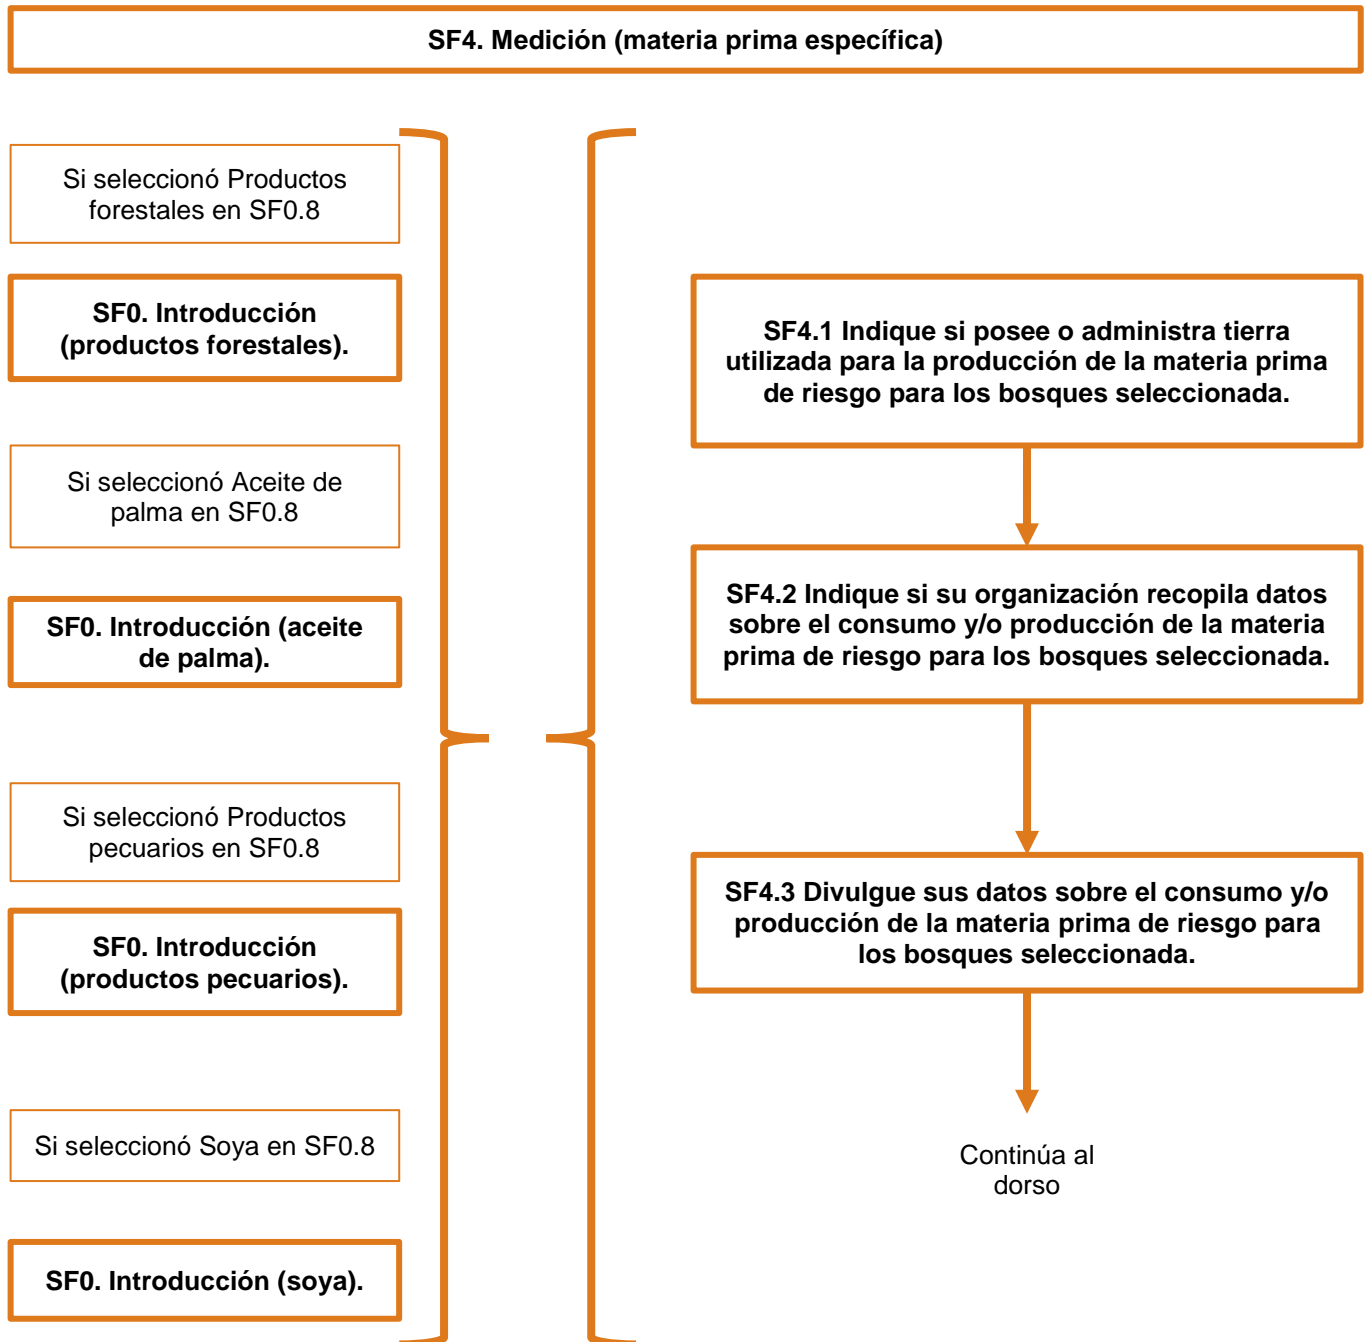 SF4. Medición (materia prima específica)
Si seleccionó Productos
forestales en SF0.8
SF0. Introducción
(productos forestales).
Si seleccionó Aceite de
palma en SF0.8
SF0. Introducción (aceite
de palma).
Si seleccionó Productos
pecuarios en SF0.8
SF0. Introducción
(productos pecuarios).
Si seleccionó Soya en SF0.8
SF0. Introducción (soya).
SF4.1 Indique si posee o administra tierra
utilizada para la producción de la materia prima
de riesgo para los bosques seleccionada.
SF4.2 Indique si su organización recopila datos
sobre el consumo y/o producción de la materia
prima de riesgo para los bosques seleccionada.
SF4.3 Divulgue sus datos sobre el consumo y/o
producción de la materia prima de riesgo para
los bosques seleccionada.
Continúa al
dorso